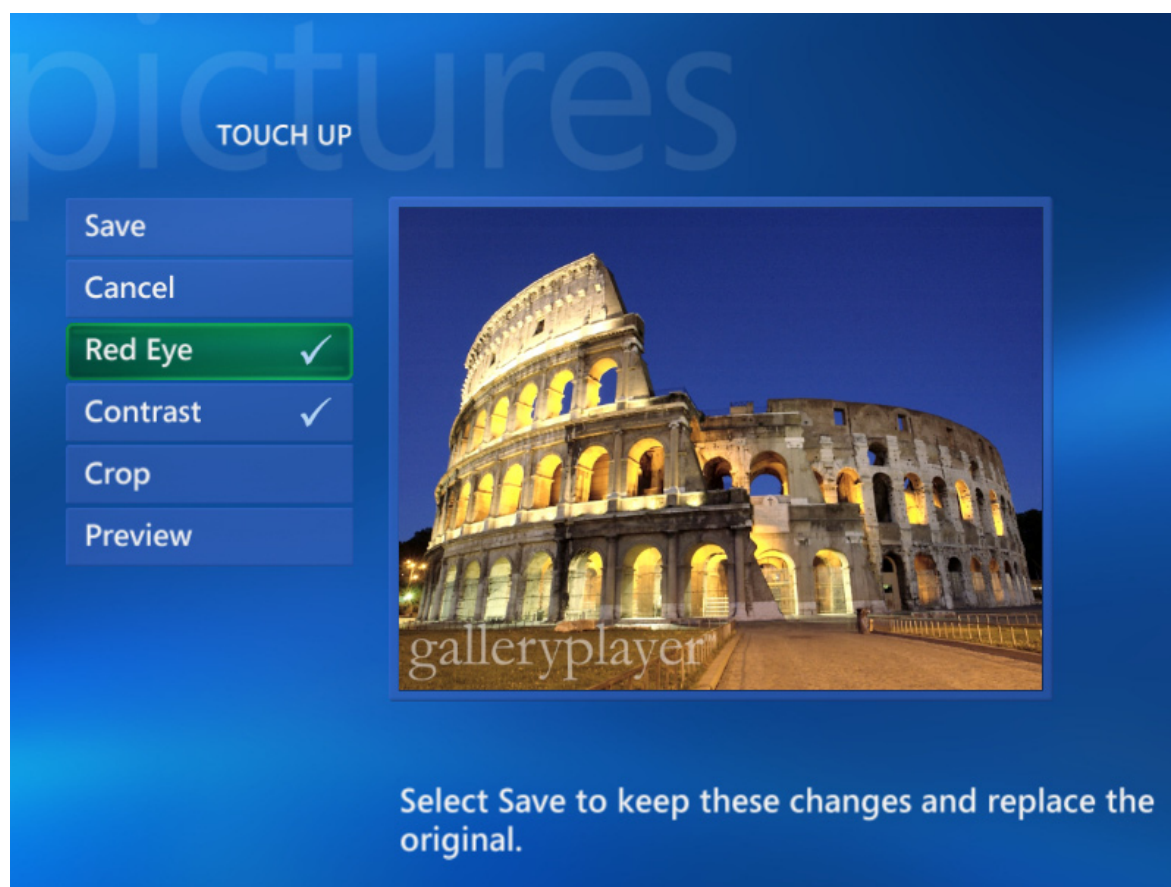 pictures
TOUCH UP
Save
Cancel
Red Eye ✓
Contrast ✓
Crop
Preview
galleryplayer™
Select Save to keep these changes and replace the
original.